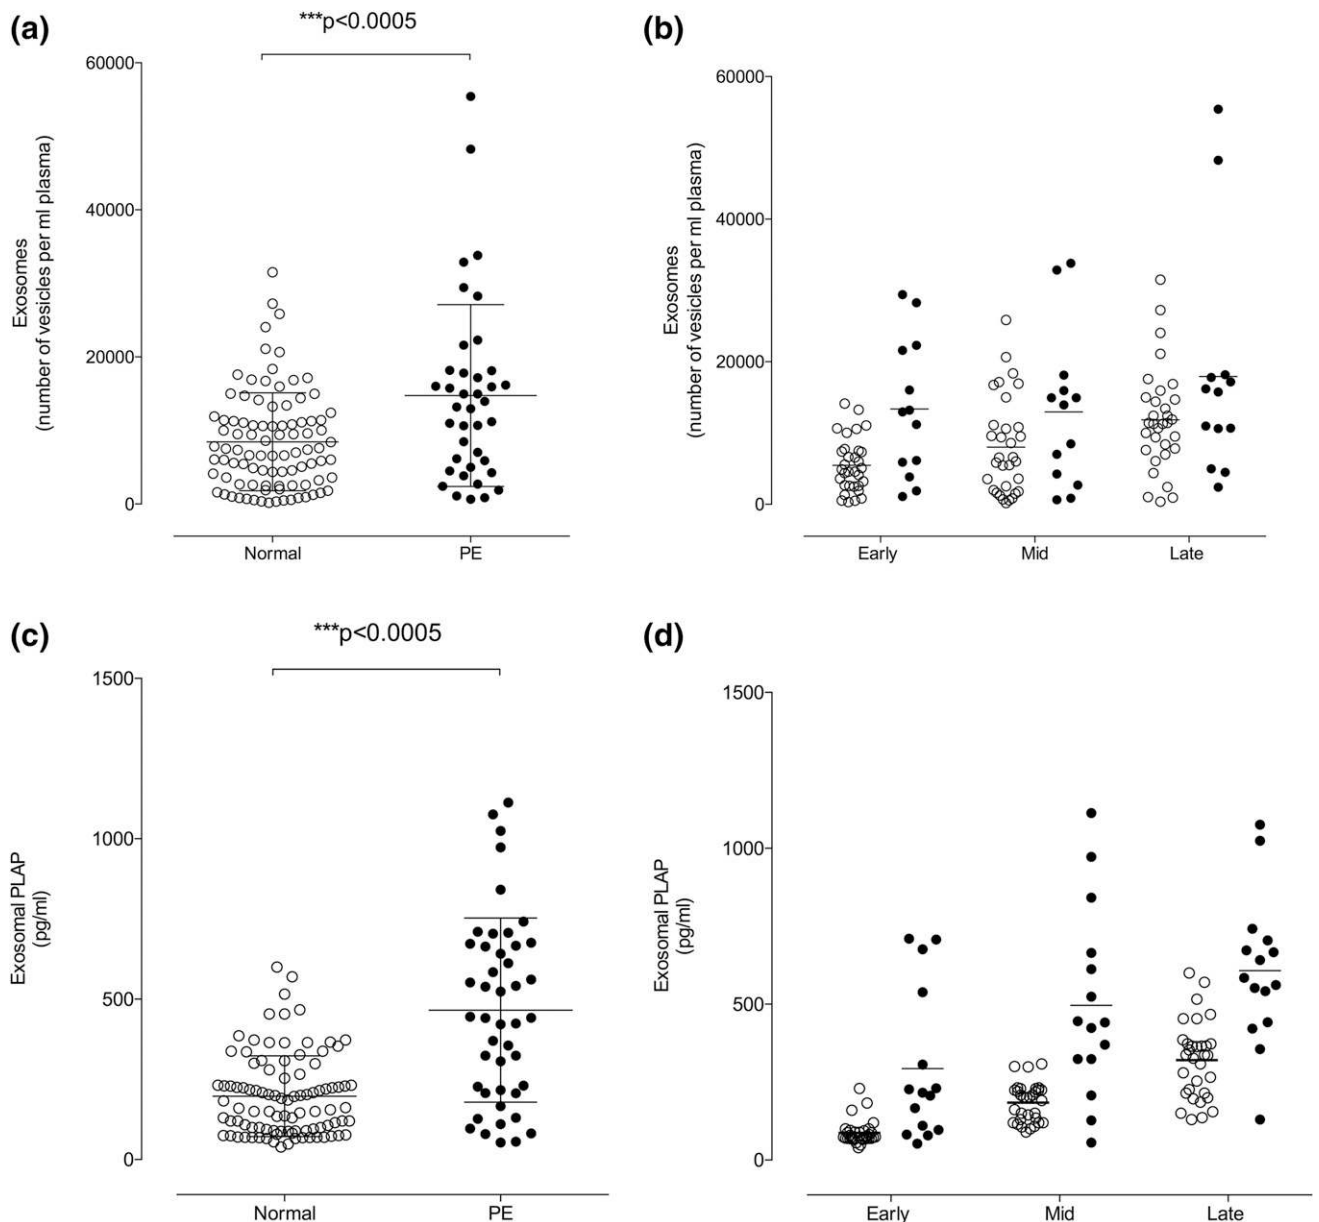 (a)
***p<0.0005
60000
40000
20000
0
Exosomes
(number of vesicles per ml plasma)
Normal PE
(b)
60000
40000
20000
0
Exosomes
(number of vesicles per ml plasma)
Early Mid Late
(c)
***p<0.0005
1500
1000
500
0
Exosomal PLAP
(pg/ml)
Normal PE
(d)
1500
1000
500
0
Exosomal PLAP
(pg/ml)
Early Mid Late